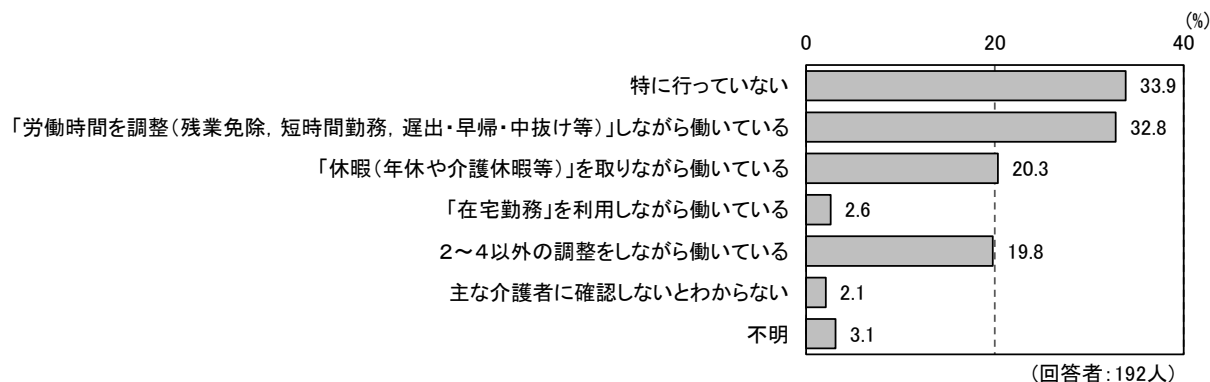 (%)
0 20 40
特に行っていない 33.9
「労働時間を調整(残業免除，短時間勤務，遅出・早帰・中抜け等)」しながら働いている 32.8
「休暇(年休や介護休暇等)」を取りながら働いている 20.3
「在宅勤務」を利用しながら働いている 2.6
２～４以外の調整をしながら働いている 19.8
主な介護者に確認しないとわからない 2.1
不明 3.1
(回答者：192人)